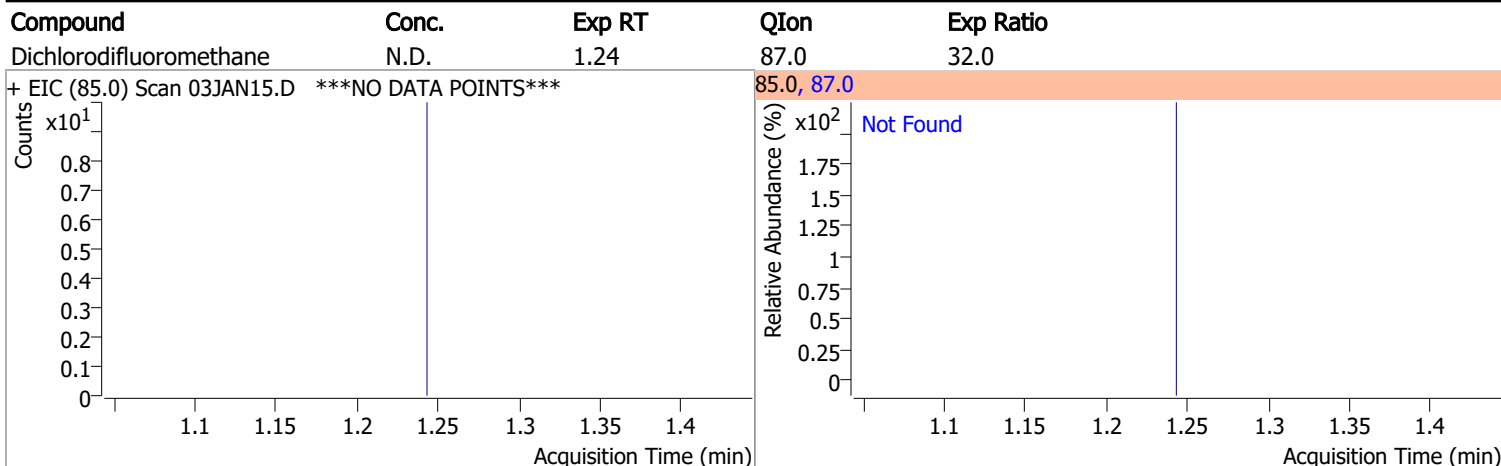 Compound Conc. Exp RT QIon Exp Ratio
Dichlorodifluoromethane N.D. 1.24 87.0 32.0
+ EIC (85.0) Scan 03JAN15.D ***NO DATA POINTS***
Counts
x10¹
0.8
0.7
0.6
0.5
0.4
0.3
0.2
0.1
0
1.1 1.15 1.2 1.25 1.3 1.35 1.4
Acquisition Time (min)
85.0, 87.0
Relative Abundance (%)
x10²
Not Found
1.75
1.5
1.25
1
0.75
0.5
0.25
0
1.1 1.15 1.2 1.25 1.3 1.35 1.4
Acquisition Time (min)